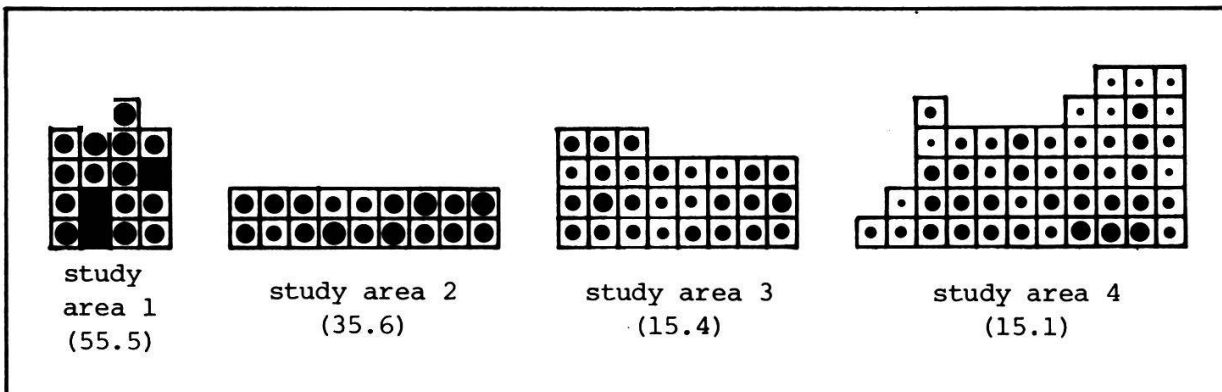 study
area 1
(55.5)
study area 2
(35.6)
study area 3
(15.4)
study area 4
(15.1)